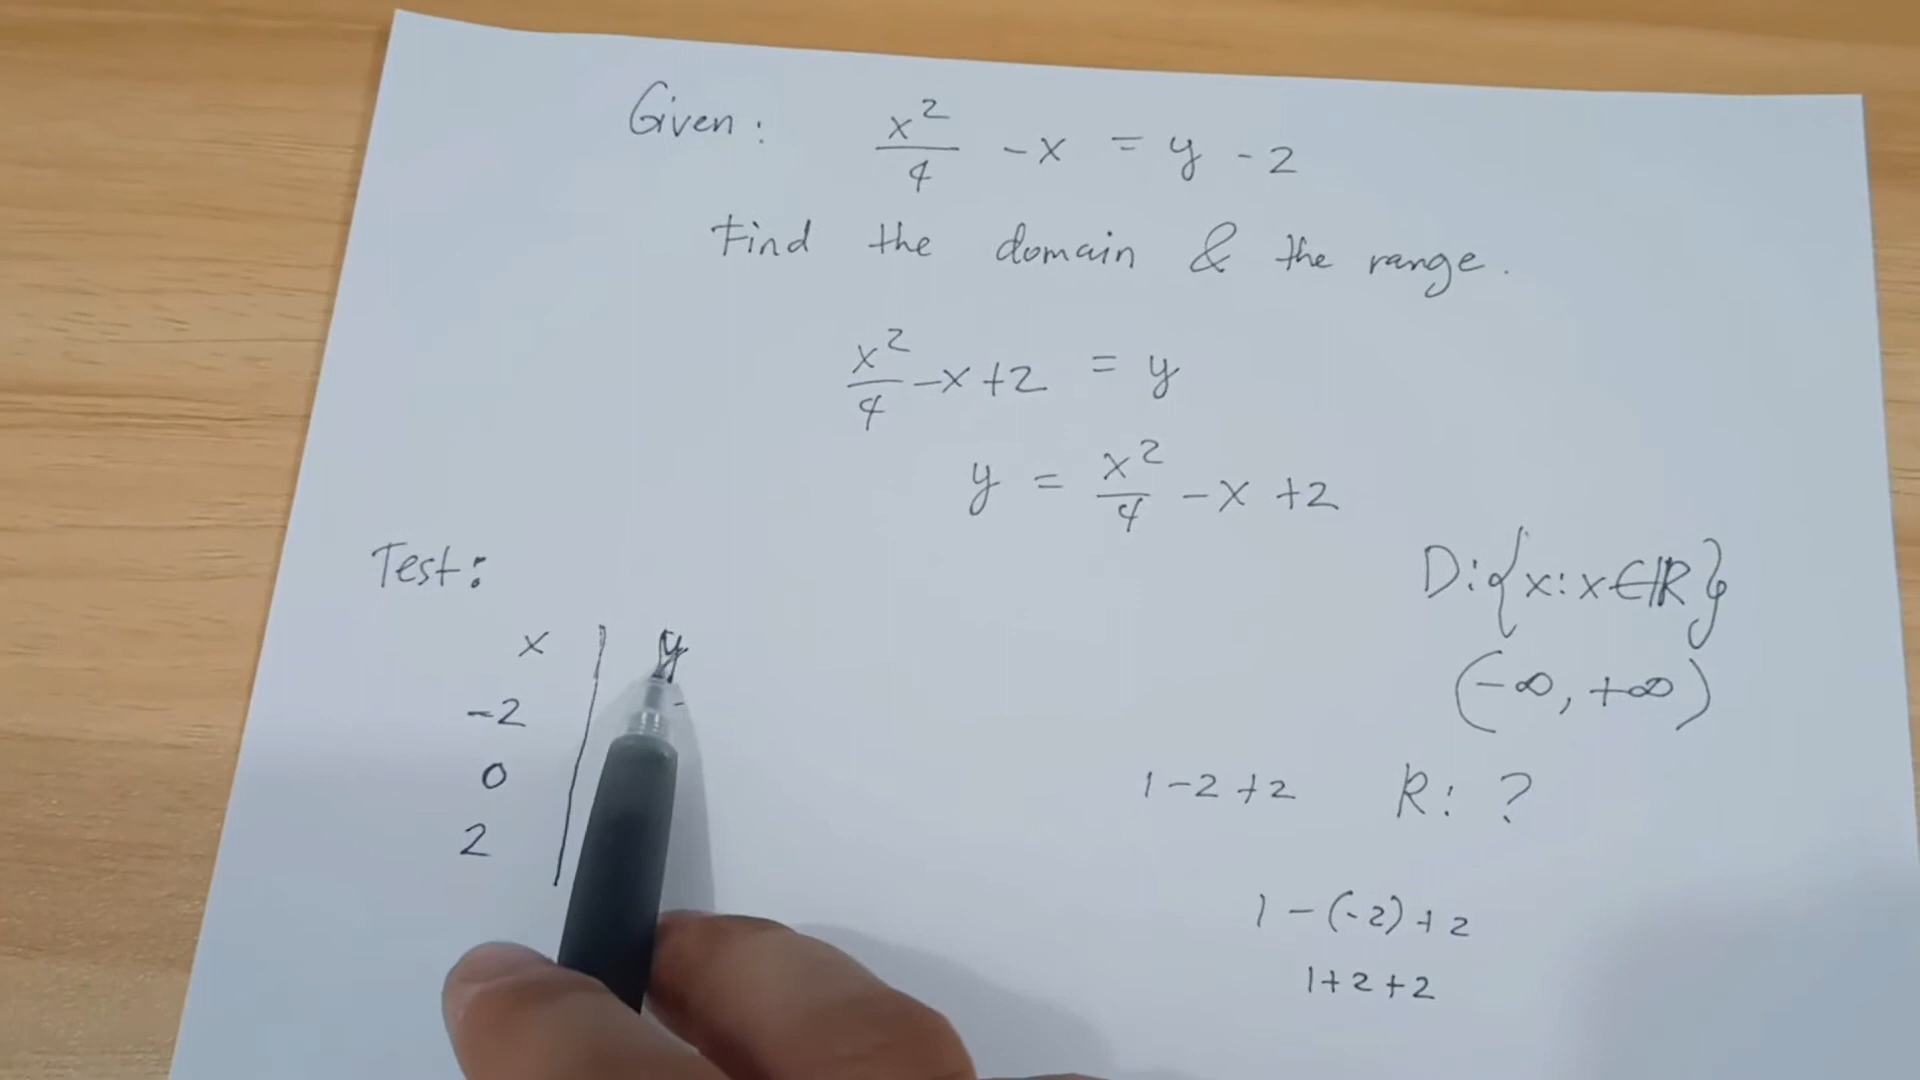 Given: x²/4 - x = y - 2
Find the domain & the range.
x²/4 - x + 2 = y
y = x²/4 - x + 2
Test:
D: {x: x ∈ ℝ}
(-∞, +∞)
x | y
-2
0
2
1 - 2 + 2
R: ?
1 - (-2) + 2
1 + 2 + 2